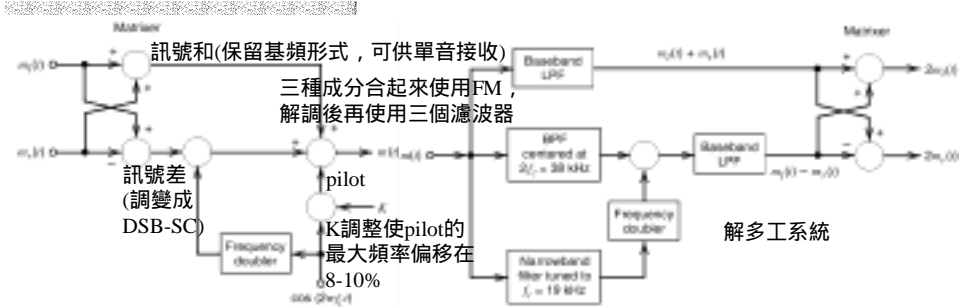 Matrixer
訊號和(保留基頻形式，可供單音接收)
三種成分合起來使用FM，
解調後再使用三個濾波器
訊號差
(調變成
DSB-SC)
pilot
K
K調整使pilot的
最大頻率偏移在
8-10%
Frequency
doubler
m(t)
m(t)
Baseband
LPF
BPF
centered at
2f_c = 38 kHz
Narrowband
filter tuned to
f_c = 19 kHz
Frequency
doubler
Baseband
LPF
Matrixer
解多工系統